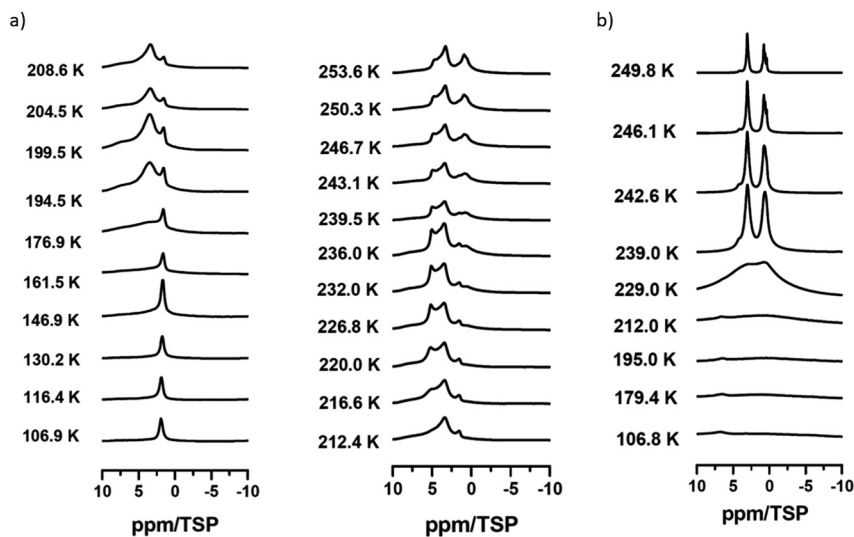 a)
208.6 K
204.5 K
199.5 K
194.5 K
176.9 K
161.5 K
146.9 K
130.2 K
116.4 K
106.9 K
10 5 0 -5 -10
ppm/TSP
253.6 K
250.3 K
246.7 K
243.1 K
239.5 K
236.0 K
232.0 K
226.8 K
220.0 K
216.6 K
212.4 K
10 5 0 -5 -10
ppm/TSP
b)
249.8 K
246.1 K
242.6 K
239.0 K
229.0 K
212.0 K
195.0 K
179.4 K
106.8 K
10 5 0 -5 -10
ppm/TSP